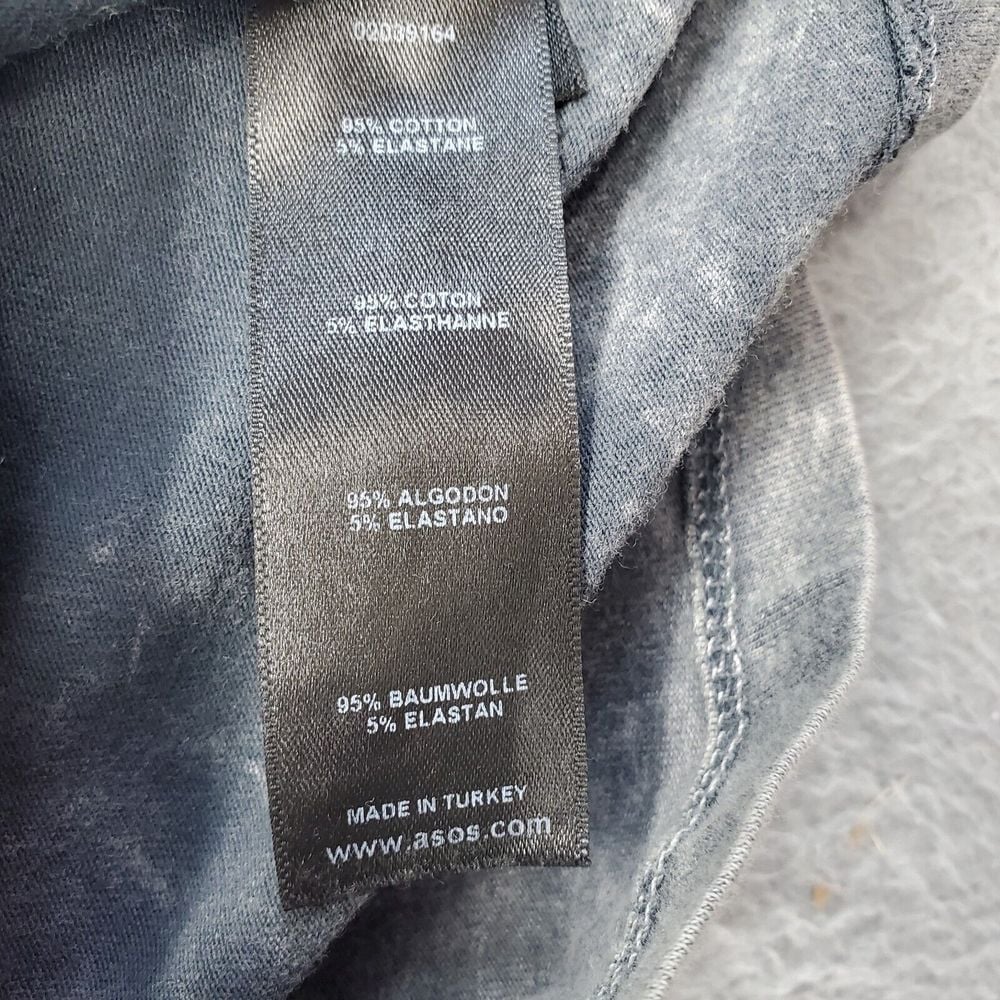 02039164
95% COTTON
5% ELASTANE
95% COTON
5% ELASTHANNE
95% ALGODON
5% ELASTANO
95% BAUMWOLLE
5% ELASTAN
MADE IN TURKEY
www.asos.com